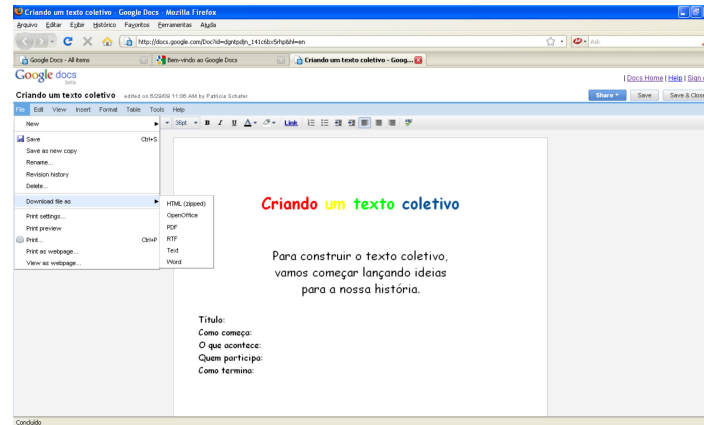 Criando um texto coletivo - Google Docs - Mozilla Firefox
Arquivo Editar Exibir Histórico Favoritos Ferramentas Ajuda
http://docs.google.com/Doc?id=dgntpdjn_141c6bx5rhp&hl=en
Ask
Google Docs - All items
Bem-vindo ao Google Docs
Criando um texto coletivo - Goog...
Google docs
beta
| Docs Home | Help | Sign
Criando um texto coletivo edited on 6/29/09 11:06 AM by Patrícia Schafer
Share Save Save & Close
File Edit View Insert Format Table Tools Help
New
36pt B I U A Link
Save Ctrl+S
Save as new copy
Rename...
Revision history
Delete...
Download file as
HTML (zipped)
OpenOffice
PDF
RTF
Text
Word
Print settings...
Print preview
Print... Ctrl+P
Print as webpage...
View as webpage...
Criando um texto coletivo
Para construir o texto coletivo,
vamos começar lançando ideias
para a nossa história.
Título:
Como começa:
O que acontece:
Quem participa:
Como termina:
Concluído